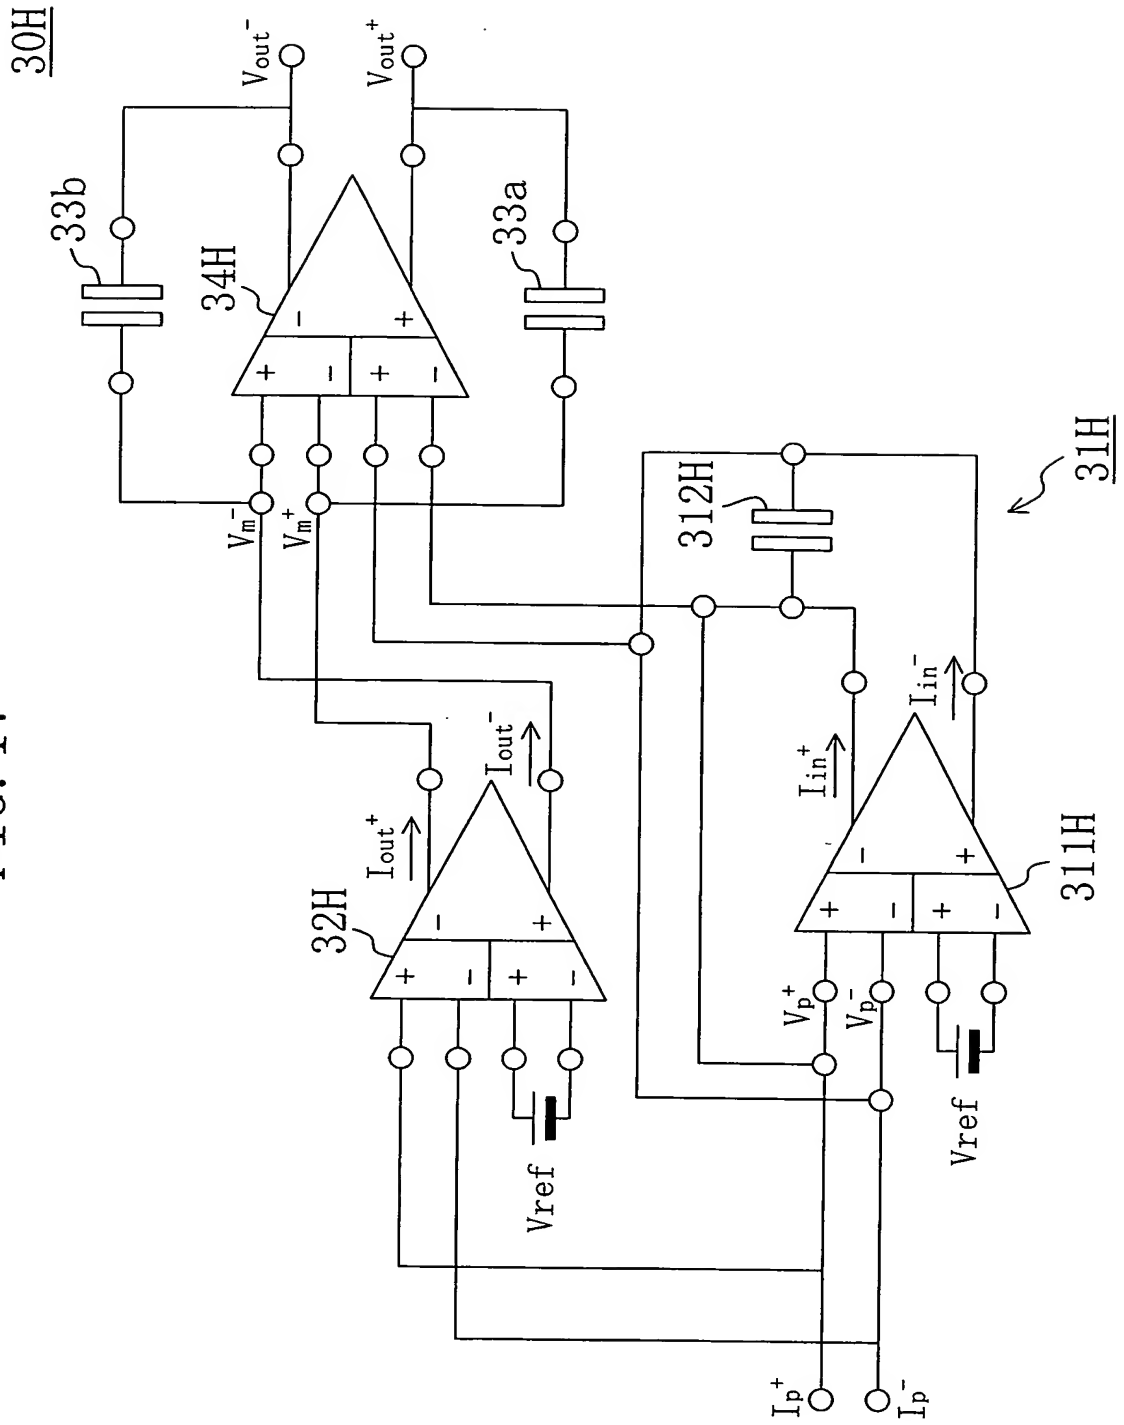 30H
Vout⁻
Vout⁺
33b
34H
33a
+
−
+
−
−
+
Vm⁻
Vm⁺
312H
31H
Iout⁺
Iout⁻
32H
+
−
+
−
−
+
Vref
Iin⁺
Iin⁻
311H
+
−
+
−
−
+
Vp⁺
Vp⁻
Vref
Ip⁺
Ip⁻